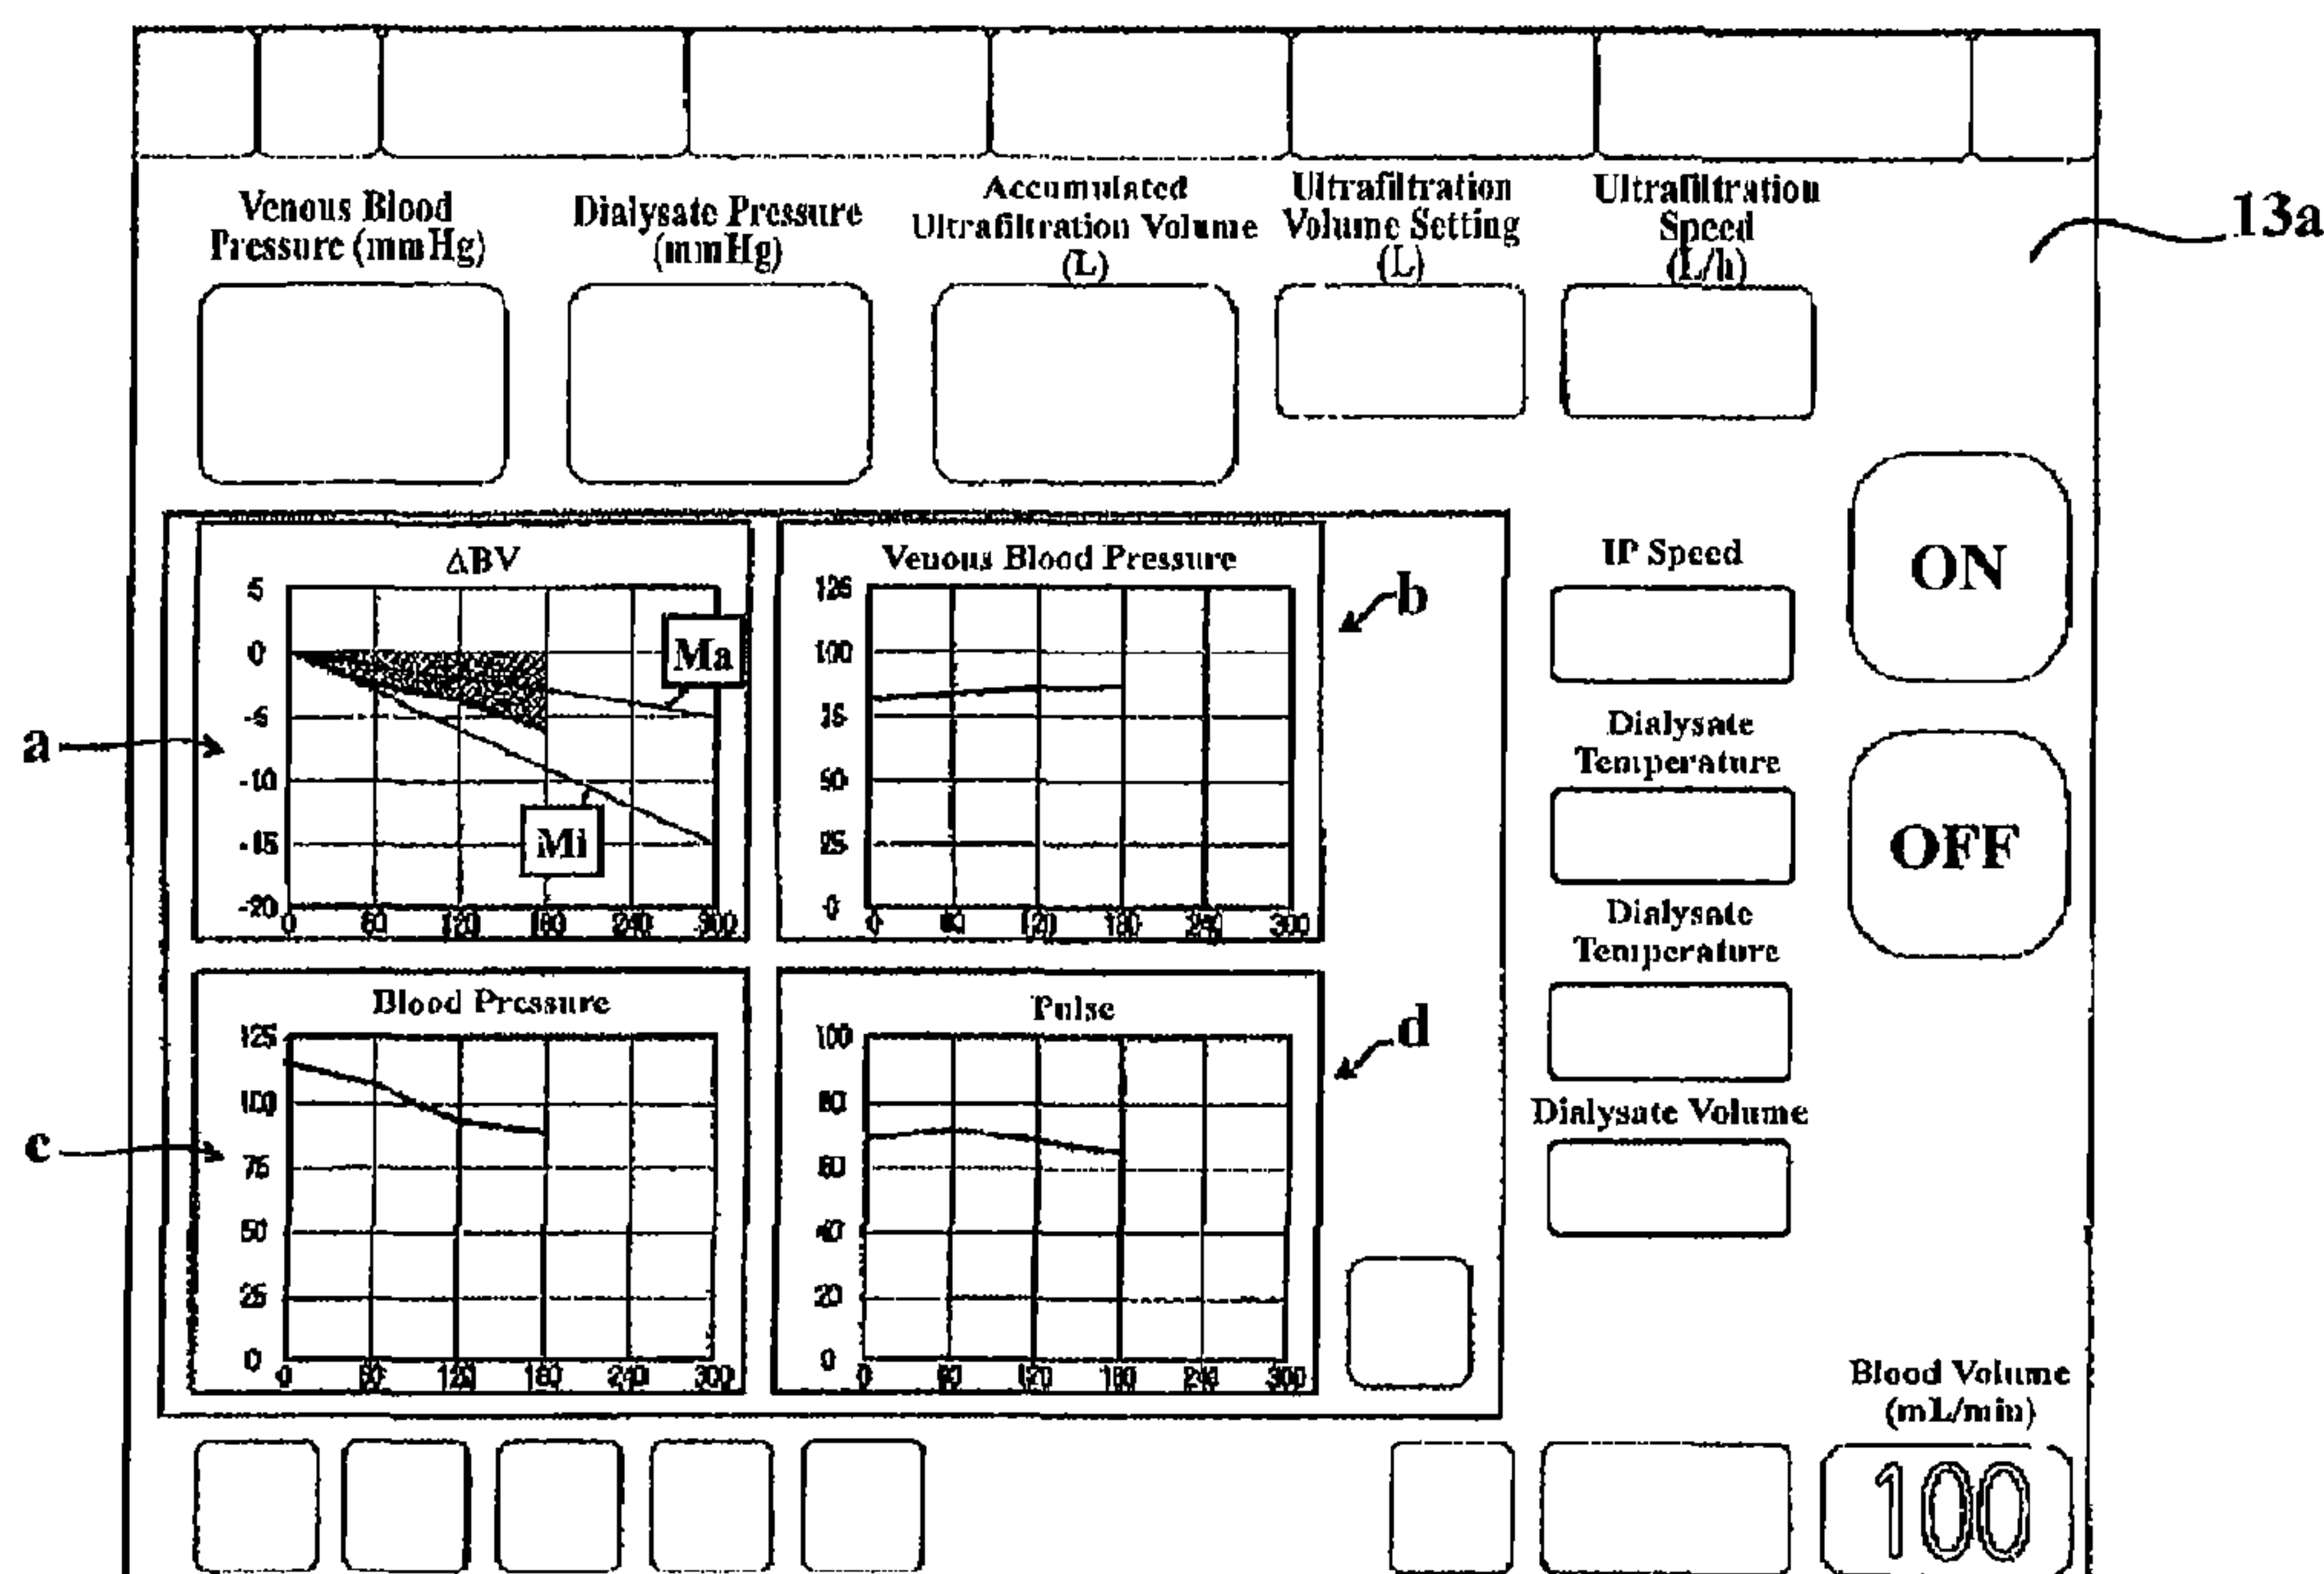 Venous Blood
Pressure (mmHg)
Dialysate Pressure
(mmHg)
Accumulated
Ultrafiltration Volume
(L)
Ultrafiltration
Volume Setting
(L)
Ultrafiltration
Speed
(L/h)
13a
ΔBV
5
0
-5
-10
-15
-20
0 60 120 180 240 300
Ma
Mi
a
Venous Blood Pressure
125
100
75
50
25
0
0 60 120 180 240 300
b
Blood Pressure
125
100
75
50
25
0
0 60 120 180 240 300
c
Pulse
100
80
60
40
20
0
0 60 120 180 240 300
d
IP Speed
Dialysate
Temperature
Dialysate
Temperature
Dialysate Volume
ON
OFF
Blood Volume
(mL/min)
100